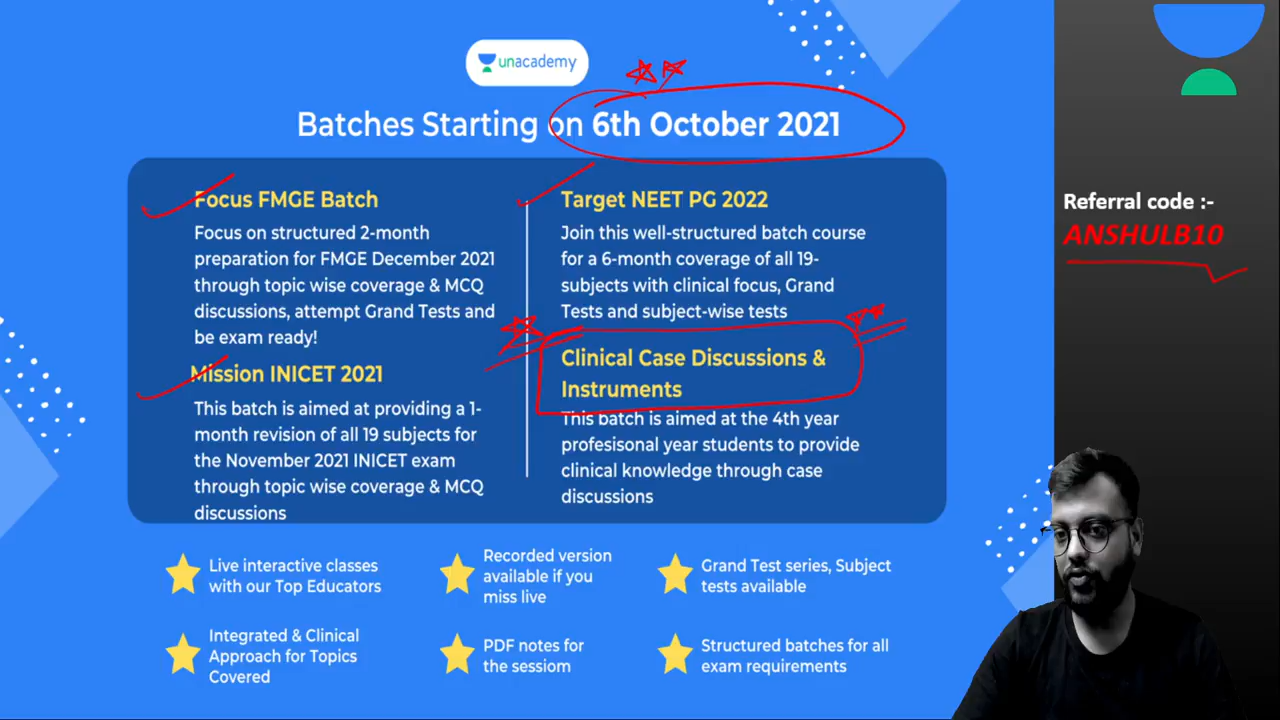 unacademy
Batches Starting on 6th October 2021
Focus FMGE Batch
Focus on structured 2-month
preparation for FMGE December 2021
through topic wise coverage & MCQ
discussions, attempt Grand Tests and
be exam ready!
Mission INICET 2021
This batch is aimed at providing a 1-
month revision of all 19 subjects for
the November 2021 INICET exam
through topic wise coverage & MCQ
discussions
Target NEET PG 2022
Join this well-structured batch course
for a 6-month coverage of all 19-
subjects with clinical focus, Grand
Tests and subject-wise tests
Clinical Case Discussions &
Instruments
This batch is aimed at the 4th year
profesisonal year students to provide
clinical knowledge through case
discussions
Live interactive classes
with our Top Educators
Recorded version
available if you
miss live
Grand Test series, Subject
tests available
Integrated & Clinical
Approach for Topics
Covered
PDF notes for
the sessiom
Structured batches for all
exam requirements
Referral code :-
ANSHULB10